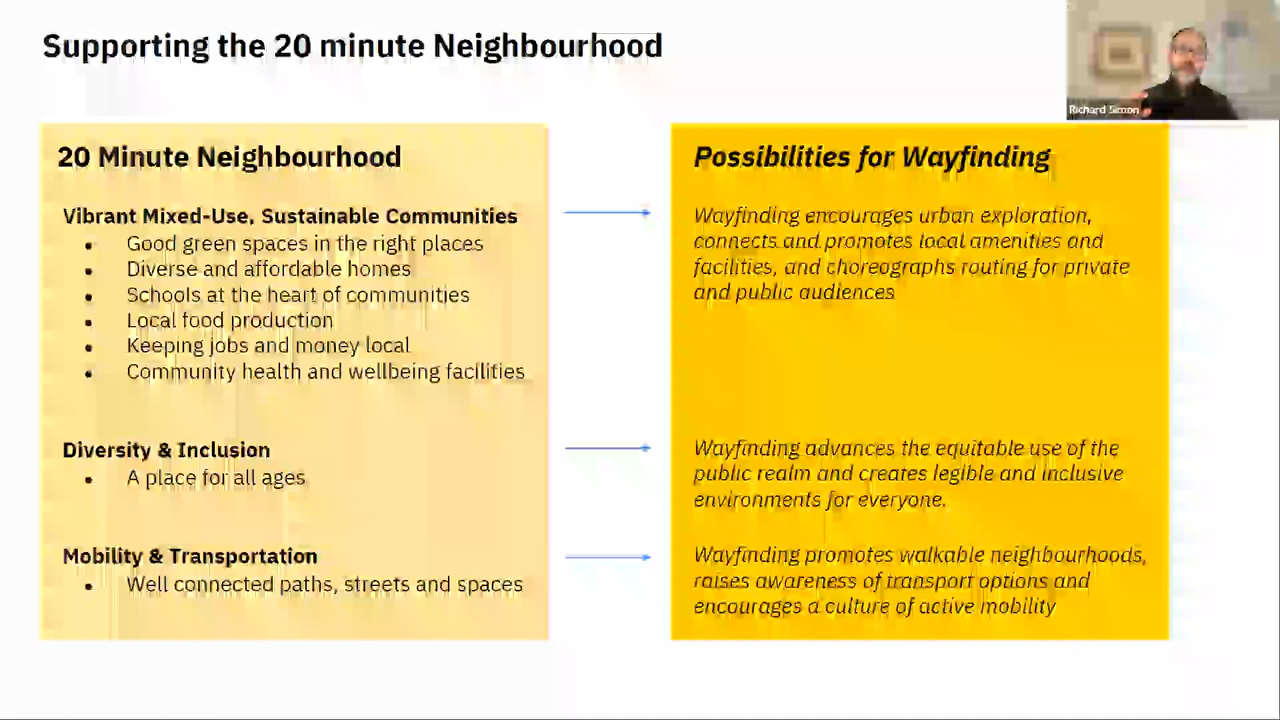 Supporting the 20 minute Neighbourhood
Richard Simon
20 Minute Neighbourhood
Vibrant Mixed-Use, Sustainable Communities
• Good green spaces in the right places
• Diverse and affordable homes
• Schools at the heart of communities
• Local food production
• Keeping jobs and money local
• Community health and wellbeing facilities
Diversity & Inclusion
• A place for all ages
Mobility & Transportation
• Well connected paths, streets and spaces
Possibilities for Wayfinding
Wayfinding encourages urban exploration,
connects and promotes local amenities and
facilities, and choreographs routing for private
and public audiences
Wayfinding advances the equitable use of the
public realm and creates legible and inclusive
environments for everyone.
Wayfinding promotes walkable neighbourhoods,
raises awareness of transport options and
encourages a culture of active mobility